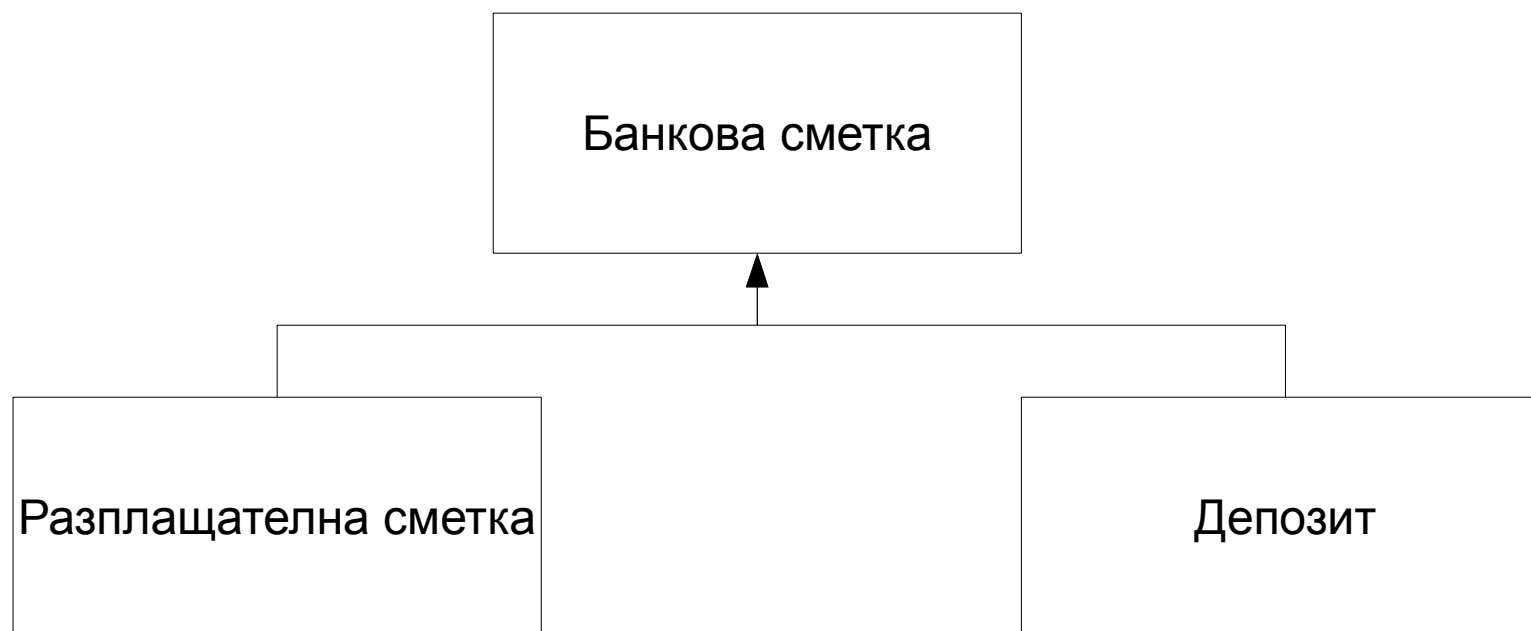 Банкова сметка
Разплащателна сметка
Депозит